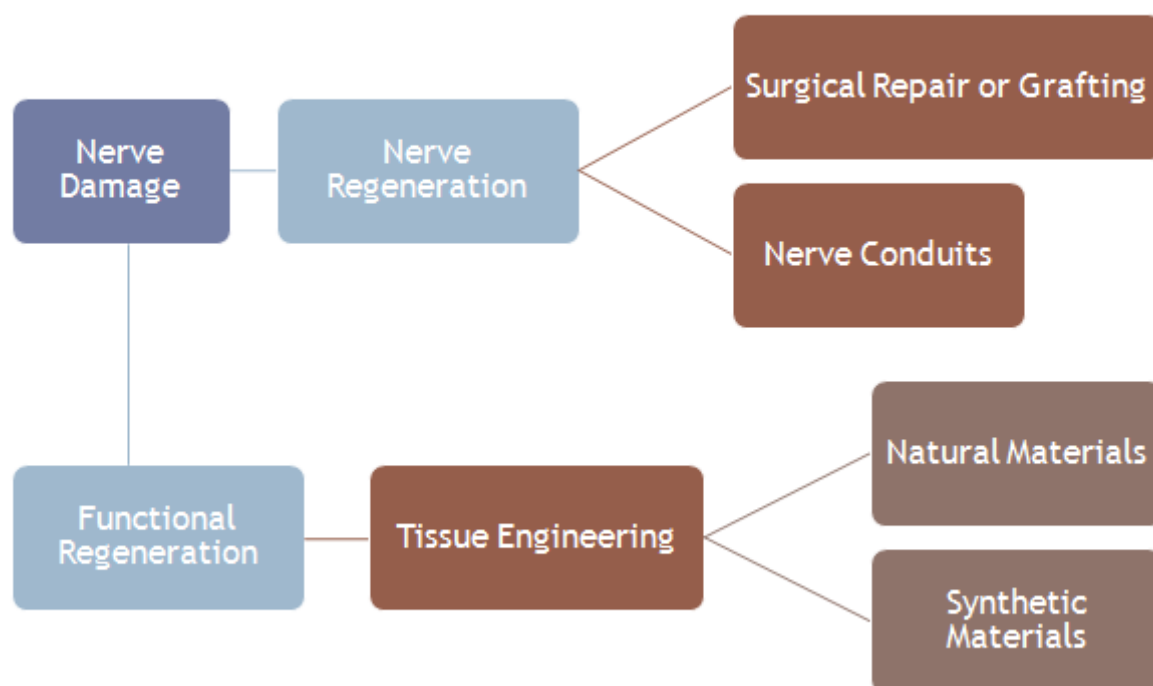 Nerve
Damage
Nerve
Regeneration
Surgical Repair or Grafting
Nerve Conduits
Functional
Regeneration
Tissue Engineering
Natural Materials
Synthetic
Materials